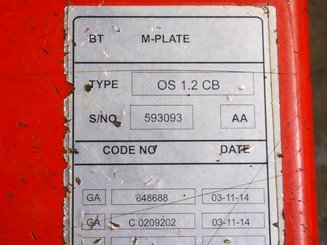 BT M-PLATE
TYPE OS 1.2 CB
S/NO 593093 AA
CODE NO DATE
GA 648688 03-11-14
GA C 0209202 03-11-14